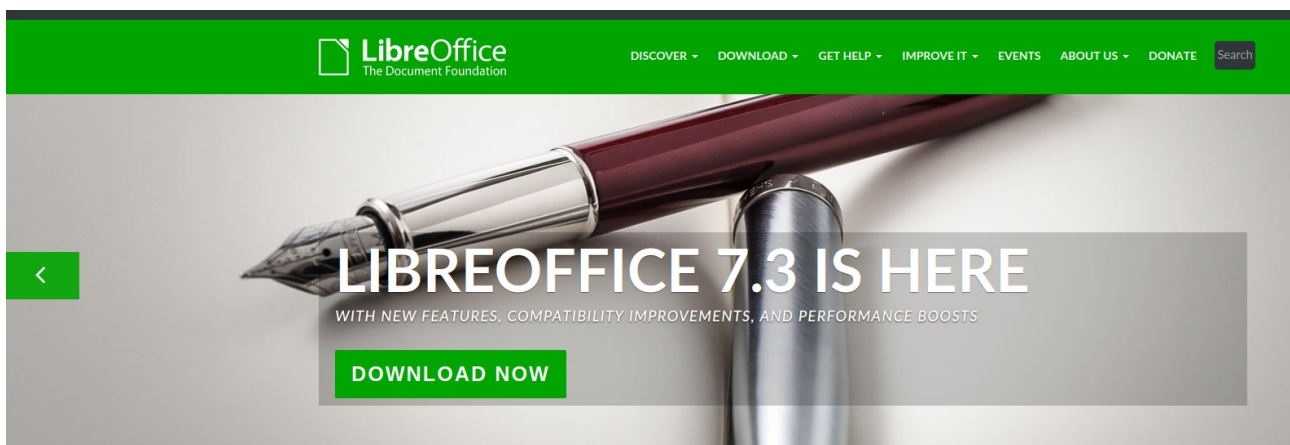 LibreOffice
The Document Foundation
DISCOVER DOWNLOAD GET HELP IMPROVE IT EVENTS ABOUT US DONATE Search
LIBREOFFICE 7.3 IS HERE
WITH NEW FEATURES, COMPATIBILITY IMPROVEMENTS, AND PERFORMANCE BOOSTS
DOWNLOAD NOW